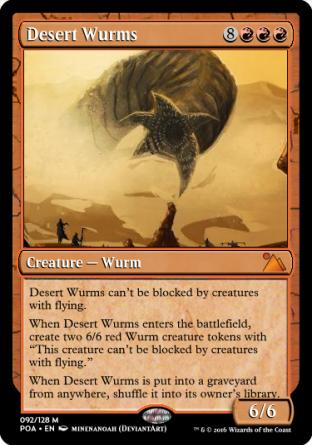 Desert Wurms 8
Creature — Wurm
Desert Wurms can't be blocked by creatures
with flying.
When Desert Wurms enters the battlefield,
create two 6/6 red Wurm creature tokens with
“This creature can't be blocked by creatures
with flying.”
When Desert Wurms is put into a graveyard
from anywhere, shuffle it into its owner's library.
6/6
092/128 M
POA • EN MINENANOAH (DEVIANTART)
™ & © 2016 Wizards of the Coast